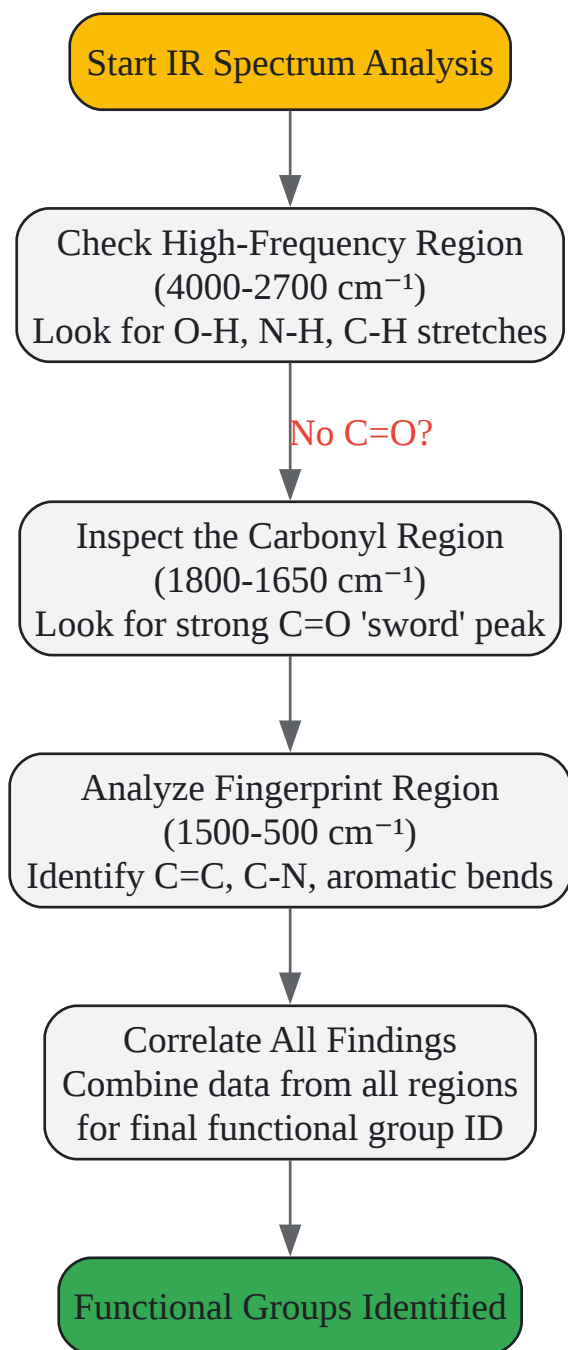 Start IR Spectrum Analysis
Check High-Frequency Region
(4000-2700 cm⁻¹)
Look for O-H, N-H, C-H stretches
No C=O?
Inspect the Carbonyl Region
(1800-1650 cm⁻¹)
Look for strong C=O 'sword' peak
Analyze Fingerprint Region
(1500-500 cm⁻¹)
Identify C=C, C-N, aromatic bends
Correlate All Findings
Combine data from all regions
for final functional group ID
Functional Groups Identified